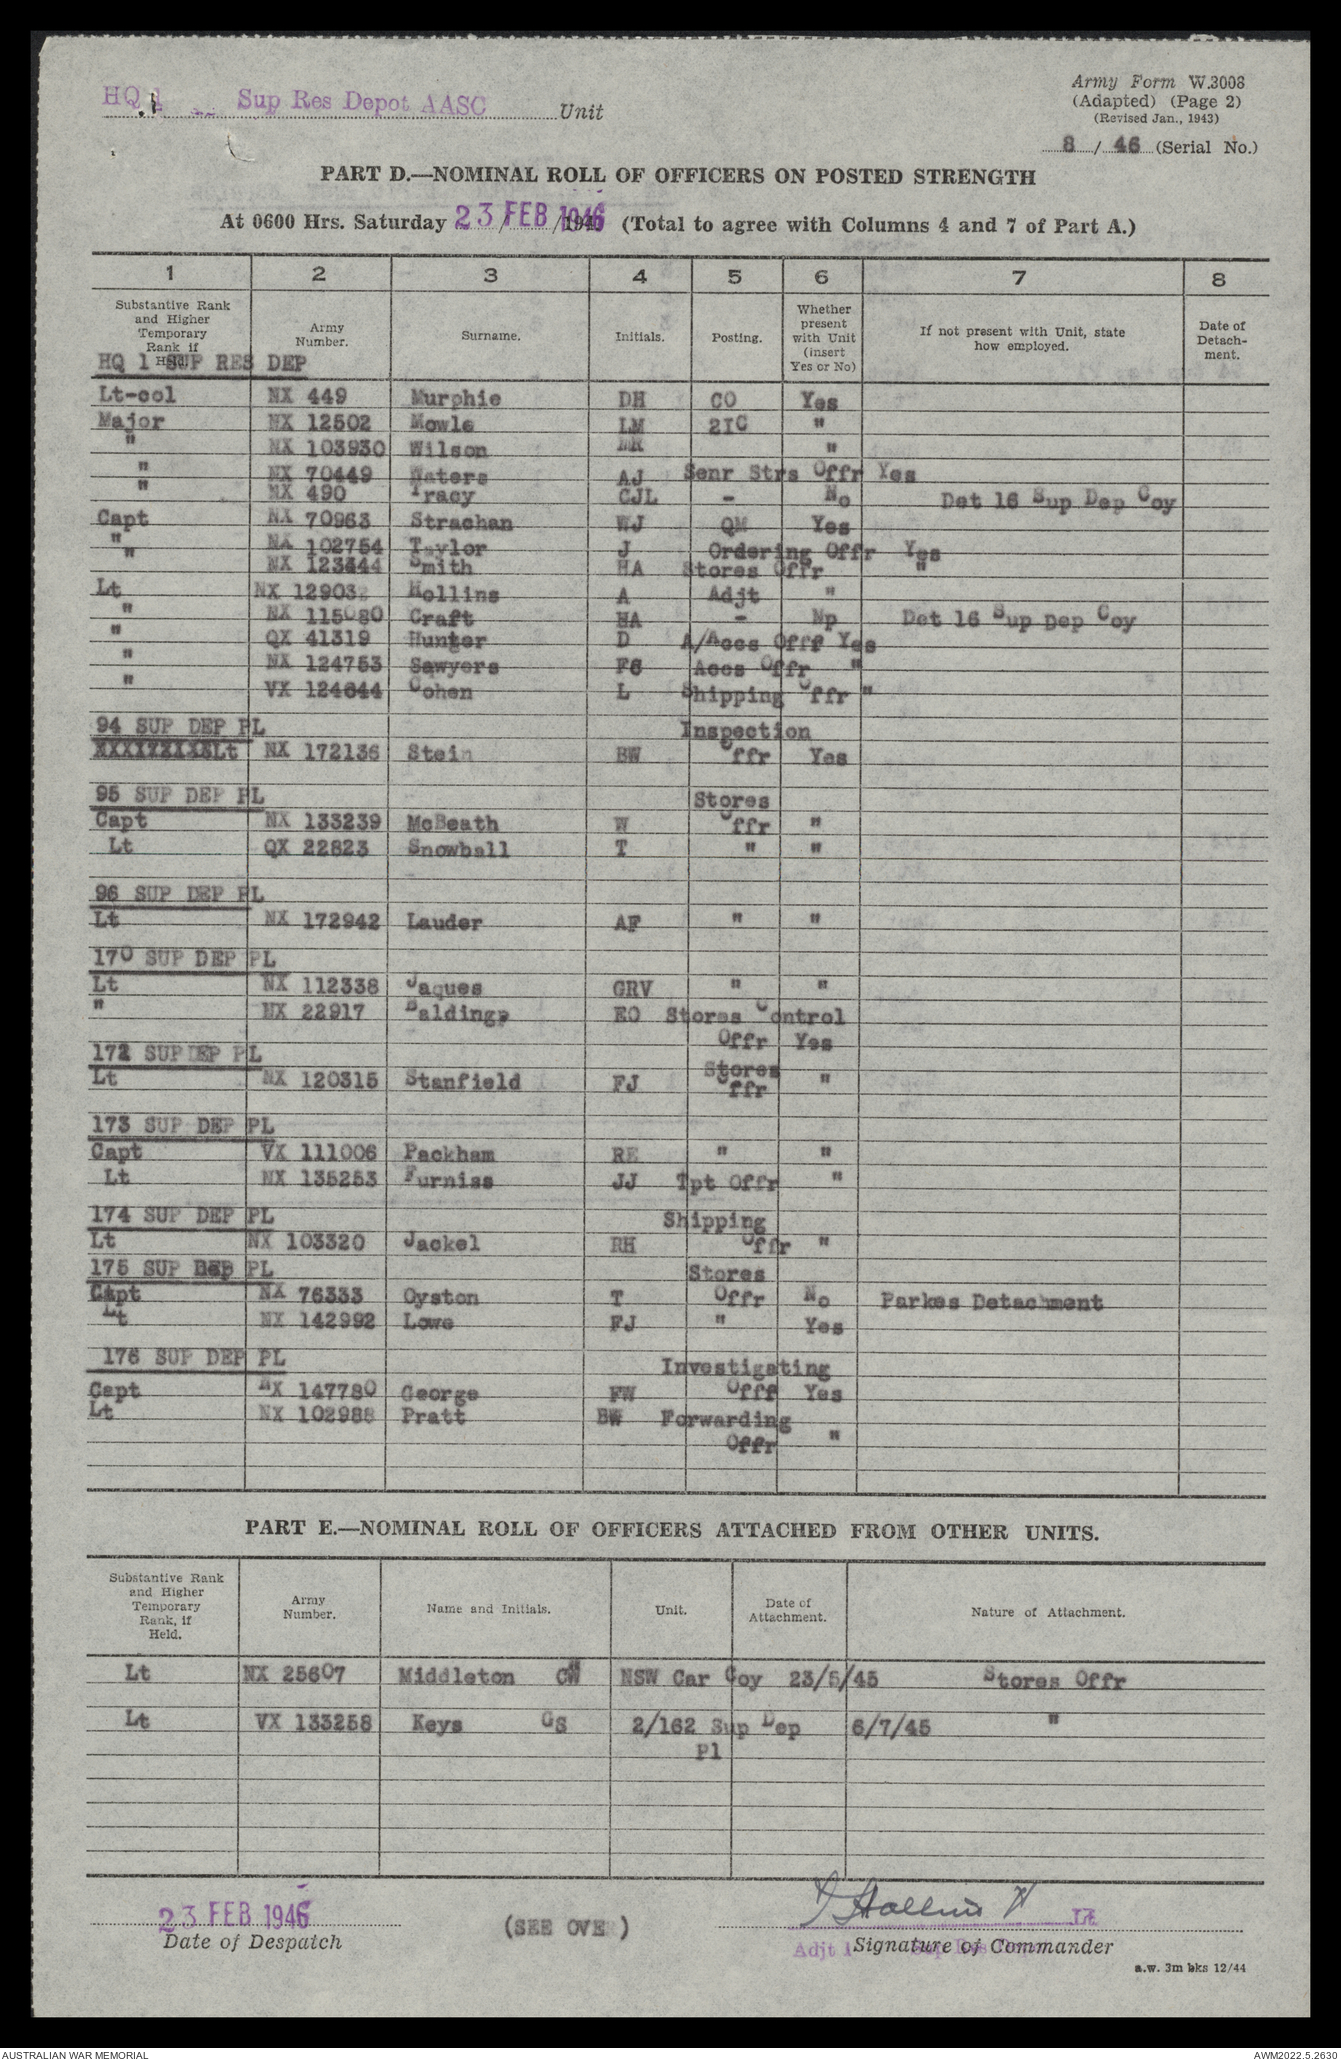 HQ 1 Sup Res Depot AASC Unit
Army Form W.3008
(Adapted) (Page 2)
(Revised Jan., 1943)
8 / 46 (Serial No.)
PART D.—NOMINAL ROLL OF OFFICERS ON POSTED STRENGTH
At 0600 Hrs. Saturday 23 FEB 1946 (Total to agree with Columns 4 and 7 of Part A.)
1 2 3 4 5 6 7 8
Substantive Rank and Higher Temporary Rank if Held. Army Number. Surname. Initials. Posting. Whether present with Unit (insert Yes or No) If not present with Unit, state how employed. Date of Detach-ment.
HQ 1 SUP RES DEP
Lt-col NX 449 Murphie DH CO Yes
Major NX 12502 Mowle LM 2IC "
" NX 103930 Wilson MR "
" NX 70449 Waters AJ Senr Strs Offr Yes
" NX 490 Tracy CJL - No Det 16 Sup Dep Coy
Capt NX 70963 Strachan WJ QM Yes
" NX 102754 Taylor J Ordering Offr Yes
" NX 123444 Smith HA Stores Offr "
Lt NX 129032 Hollins A Adjt "
" NX 115080 Craft HA - Np Det 16 Sup Dep Coy
" QX 41319 Hunter D A/Accs Offf Yes
" NX 124753 Sawyers FS Accs Offr "
" VX 124644 Cohen L Shipping Offr "
94 SUP DEP PL Inspection
Lt NX 172136 Stein BW Offr Yes
95 SUP DEP PL Stores
Capt NX 133239 McBeath W Offr "
Lt QX 22823 Snowball T " "
96 SUP DEP PL
Lt NX 172942 Lauder AF " "
170 SUP DEP PL
Lt NX 112338 Jaques GRV " "
" NX 22917 Balding EO Stores Control
Offr Yes
172 SUP DEP PL Stores
Lt NX 120315 Stanfield FJ Offr "
173 SUP DEP PL
Capt VX 111006 Packham RE " "
Lt NX 135253 Furniss JJ Tpt Offr "
174 SUP DEP PL Shipping
Lt NX 103320 Jackel RH Offr "
175 SUP Dep PL Stores
Capt NX 76333 Oyston T Offr No Parkes Detachment
Lt NX 142992 Lowe FJ " Yes
176 SUP DEP PL Investigating
Capt NX 147780 George FW Offf Yes
Lt NX 102988 Pratt BW Forwarding
Offr "
PART E.—NOMINAL ROLL OF OFFICERS ATTACHED FROM OTHER UNITS.
Substantive Rank and Higher Temporary Rank, if Held. Army Number. Name and Initials. Unit. Date of Attachment. Nature of Attachment.
Lt NX 25607 Middleton CW NSW Car Coy 23/5/45 Stores Offr
Lt VX 133258 Keys GS 2/162 Sup Dep 6/7/45 "
Pl
23 FEB 1946 (SEE OVER) Hollins Lt
Date of Despatch Adjt 1 Signature of Commander
a.w. 3m bks 12/44
AUSTRALIAN WAR MEMORIAL AWM2022.5.2630